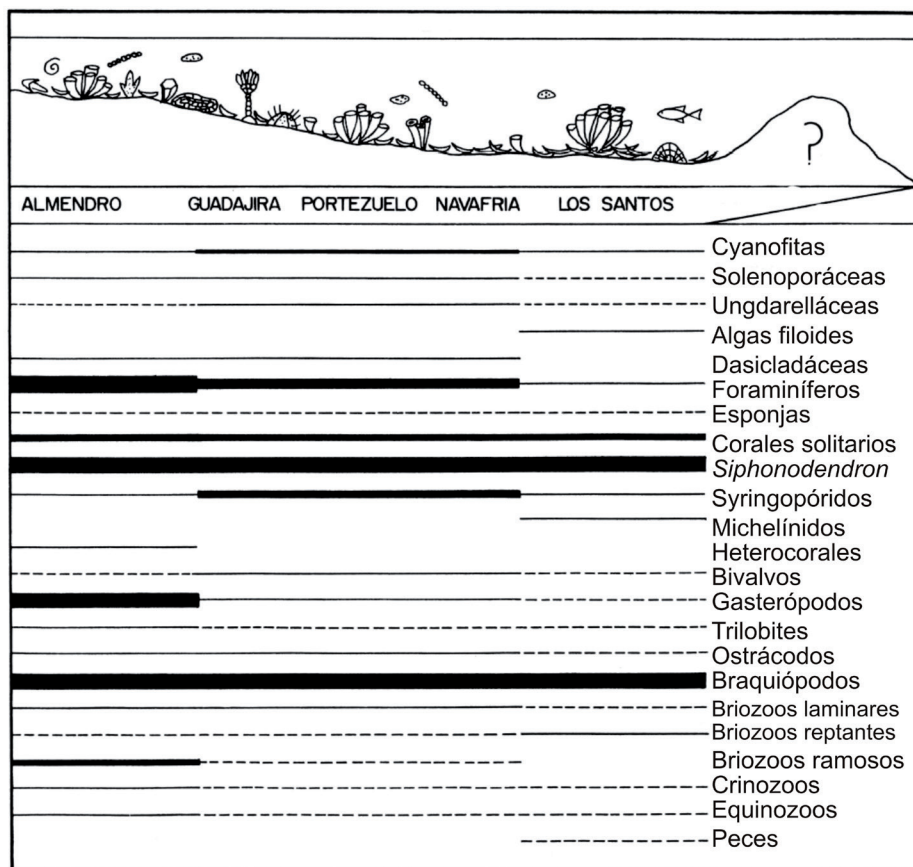 ?
ALMENDRO GUADAJIRA PORTEZUELO NAVAFRIA LOS SANTOS
Cyanofitas
Solenoporáceas
Ungdarelláceas
Algas filoides
Dasicladáceas
Foraminíferos
Esponjas
Corales solitarios
Siphonodendron
Syringopóridos
Michelínidos
Heterocorales
Bivalvos
Gasterópodos
Trilobites
Ostrácodos
Braquiópodos
Briozoos laminares
Briozoos reptantes
Briozoos ramosos
Crinozoos
Equinozoos
Peces